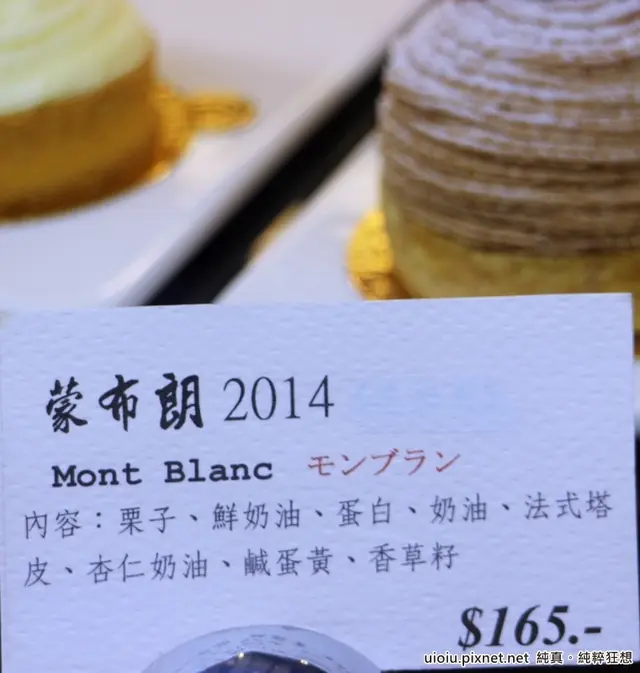 蒙布朗 2014
Mont Blanc モンブラン
內容：栗子、鮮奶油、蛋白、奶油、法式塔
皮、杏仁奶油、鹹蛋黃、香草籽
$165.-
uioiu.pixnet.net 純真。純粹狂想